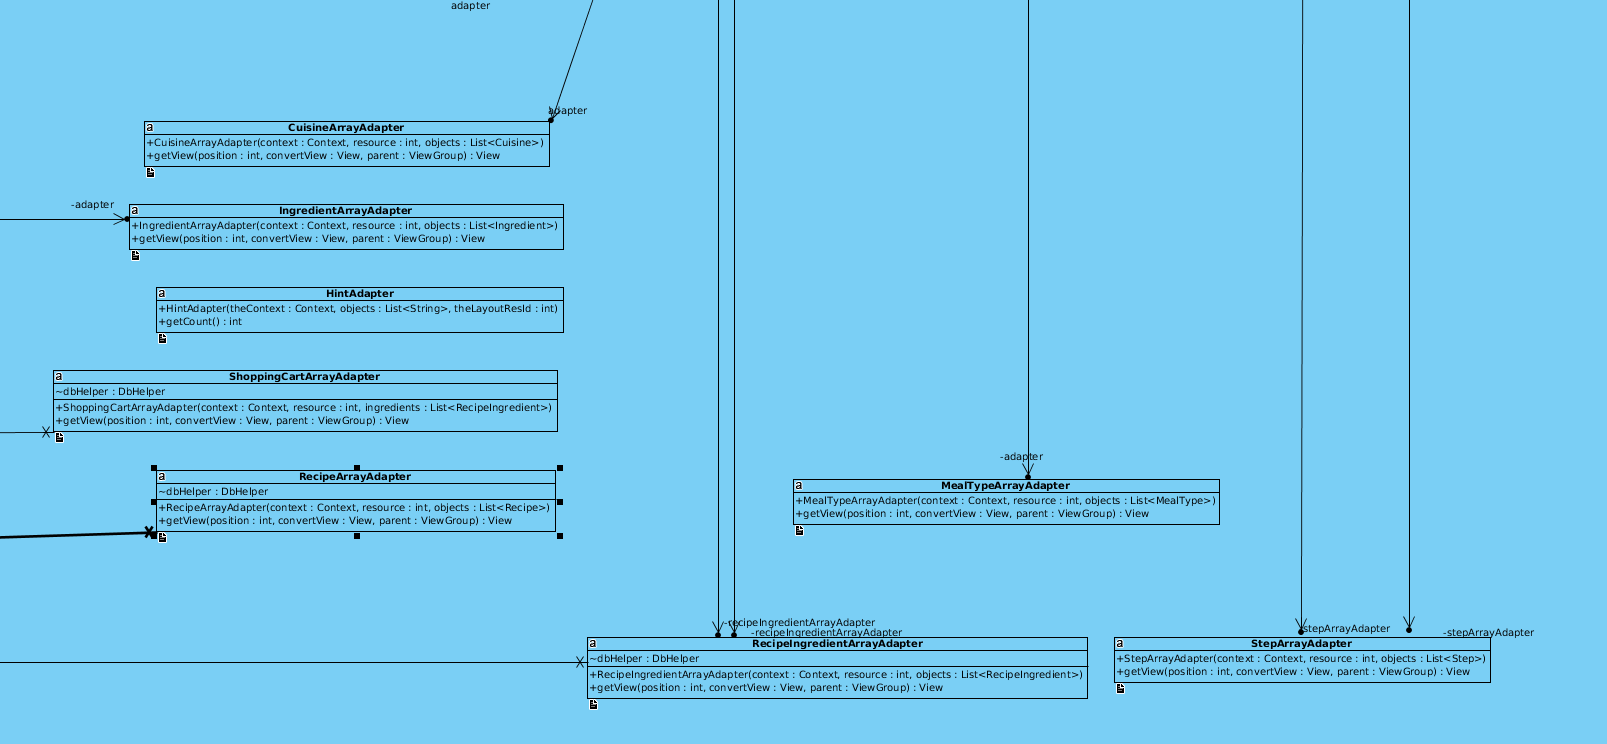 adapter
adapter
a CuisineArrayAdapter
+CuisineArrayAdapter(context : Context, resource : int, objects : List<Cuisine>)
+getView(position : int, convertView : View, parent : ViewGroup) : View
-adapter
a IngredientArrayAdapter
+IngredientArrayAdapter(context : Context, resource : int, objects : List<Ingredient>)
+getView(position : int, convertView : View, parent : ViewGroup) : View
a HintAdapter
+HintAdapter(theContext : Context, objects : List<String>, theLayoutResId : int)
+getCount() : int
a ShoppingCartArrayAdapter
~dbHelper : DbHelper
+ShoppingCartArrayAdapter(context : Context, resource : int, ingredients : List<RecipeIngredient>)
+getView(position : int, convertView : View, parent : ViewGroup) : View
a RecipeArrayAdapter
~dbHelper : DbHelper
+RecipeArrayAdapter(context : Context, resource : int, objects : List<Recipe>)
+getView(position : int, convertView : View, parent : ViewGroup) : View
-adapter
a MealTypeArrayAdapter
+MealTypeArrayAdapter(context : Context, resource : int, objects : List<MealType>)
+getView(position : int, convertView : View, parent : ViewGroup) : View
-recipeIngredientArrayAdapter
-recipeIngredientArrayAdapter
a RecipeIngredientArrayAdapter
~dbHelper : DbHelper
+RecipeIngredientArrayAdapter(context : Context, resource : int, objects : List<RecipeIngredient>)
+getView(position : int, convertView : View, parent : ViewGroup) : View
stepArrayAdapter
-stepArrayAdapter
a StepArrayAdapter
+StepArrayAdapter(context : Context, resource : int, objects : List<Step>)
+getView(position : int, convertView : View, parent : ViewGroup) : View